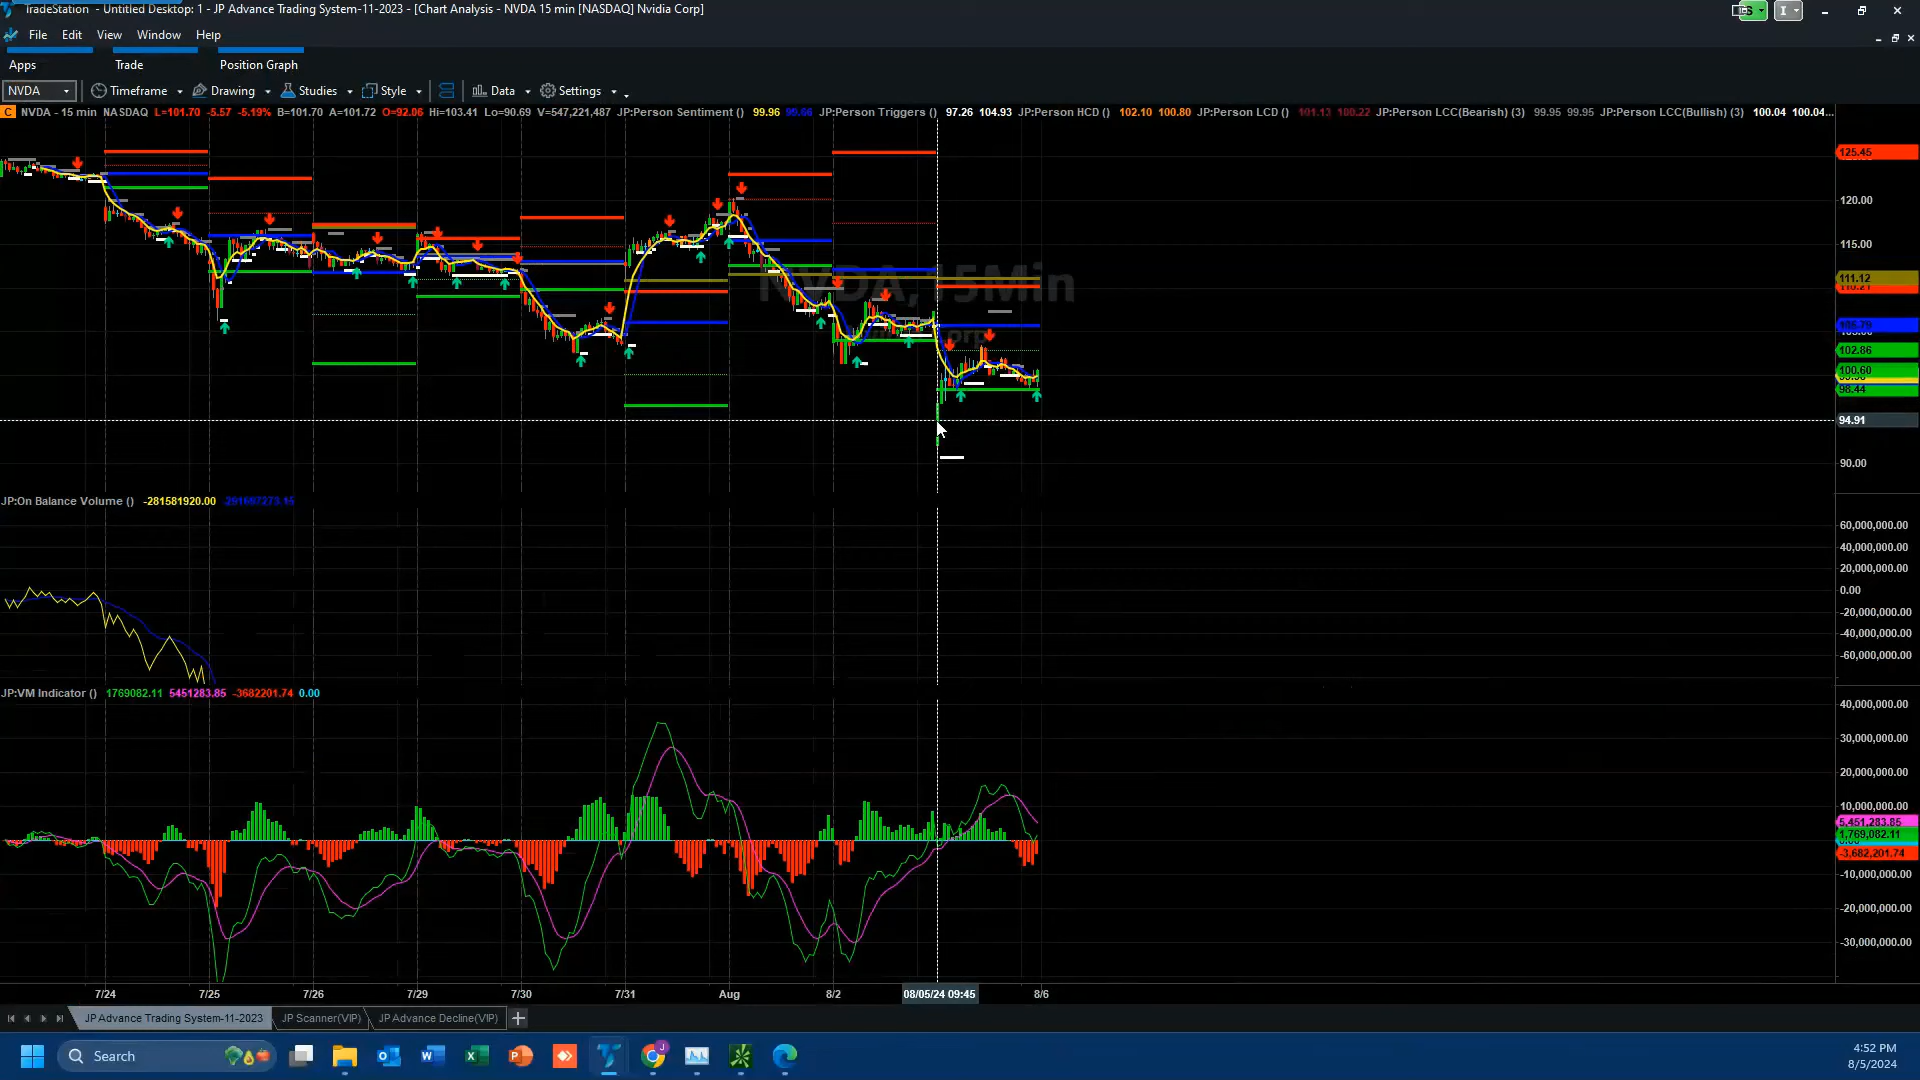 TradeStation - Untitled Desktop: 1 - JP Advance Trading System-11-2023 - [Chart Analysis - NVDA 15 min [NASDAQ] Nvidia Corp]
File Edit View Window Help
Apps Trade Position Graph
NVDA Timeframe Drawing Studies Style Data Settings
C NVDA - 15 min NASDAQ L=101.70 -5.57 -5.19% B=101.70 A=101.72 O=92.06 Hi=103.41 Lo=90.69 V=547,221,487 JP:Person Sentiment () 99.96 99.66 JP:Person Triggers () 97.26 104.93 JP:Person HCD () 102.10 100.80 JP:Person LCD () 101.13 100.22 JP:Person LCC(Bearish) (3) 99.95 99.95 JP:Person LCC(Bullish) (3) 100.04 100.04...
125.45
120.00
115.00
NVDA,15Min
111.12
102.86
100.60
98.44
94.91
90.00
JP:On Balance Volume () -281581920.00
60,000,000.00
40,000,000.00
20,000,000.00
0.00
-20,000,000.00
-40,000,000.00
-60,000,000.00
JP:VM Indicator () 1769082.11 5451283.85 -3682201.74 0.00
40,000,000.00
30,000,000.00
20,000,000.00
10,000,000.00
5,451,283.85
1,769,082.11
-3,682,201.74
-10,000,000.00
-20,000,000.00
-30,000,000.00
7/24 7/25 7/26 7/29 7/30 7/31 Aug 8/2 08/05/24 09:45 8/6
JP Advance Trading System-11-2023 JP Scanner(VIP) JP Advance Decline(VIP)
Search
4:52 PM
8/5/2024